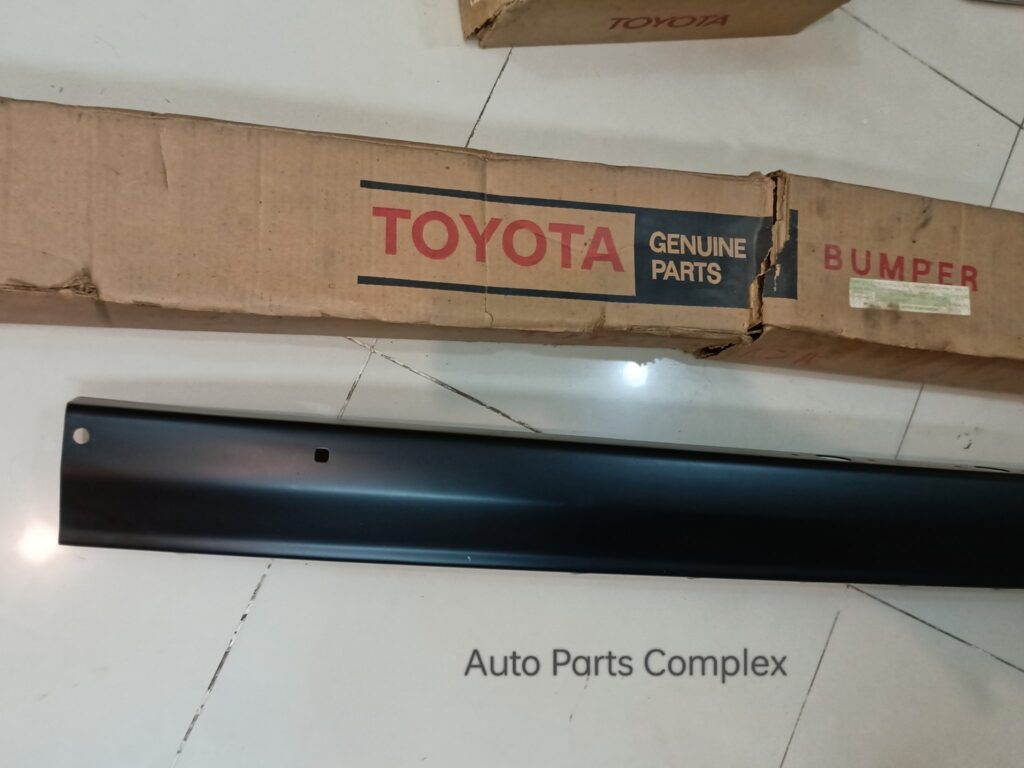 TOYOTA
TOYOTA
GENUINE
PARTS
BUMPER
Auto Parts Complex